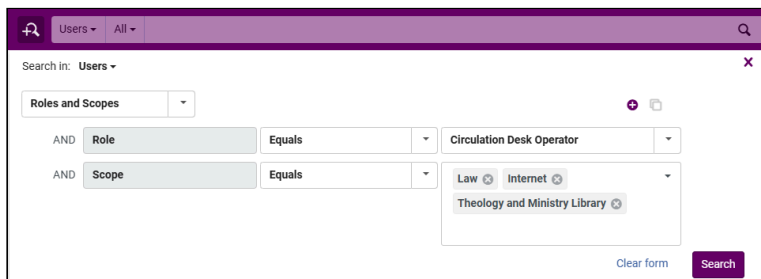 Users All
Search in: Users
Roles and Scopes
AND Role Equals Circulation Desk Operator
AND Scope Equals Law Internet
Theology and Ministry Library
Clear form Search